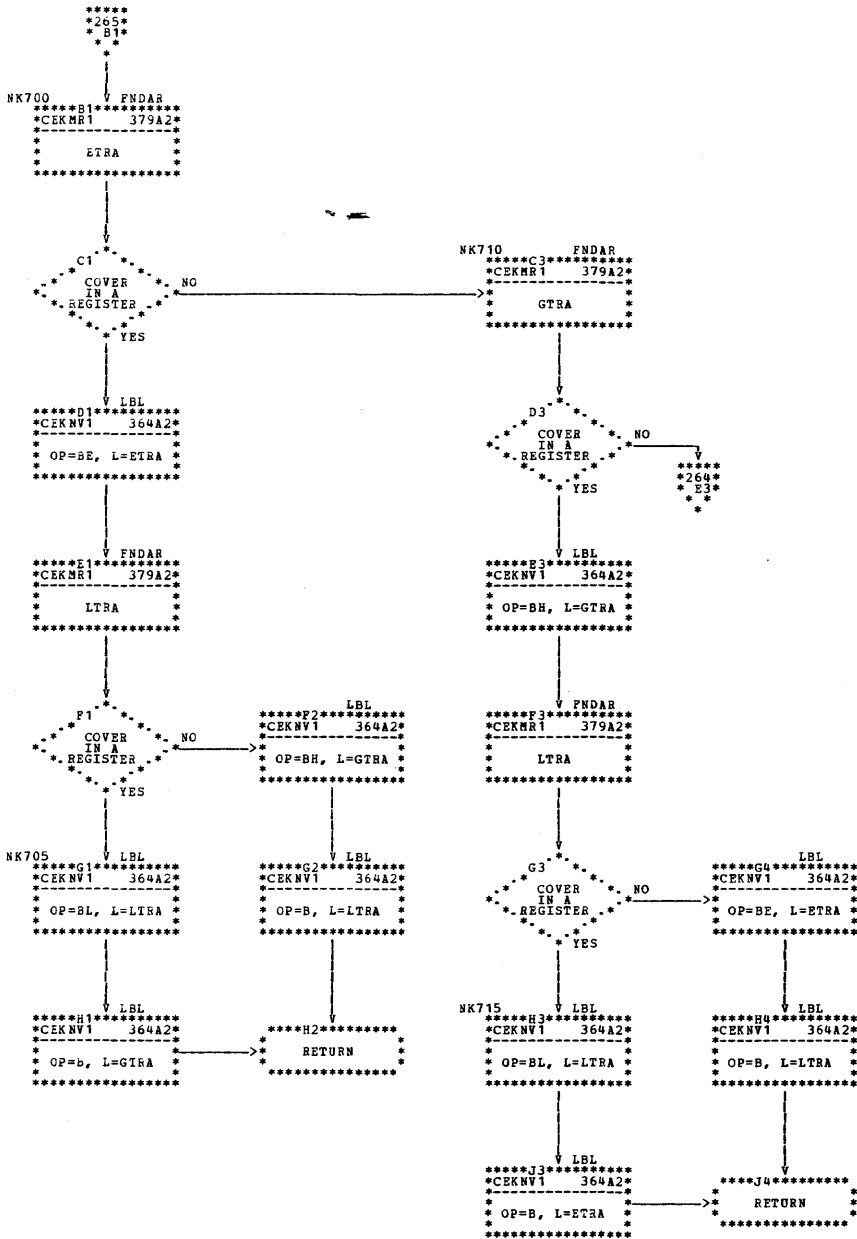 265
B1
NK700 FNDAR
B1
CEKMR1 379A2
ETRA
C1
COVER
IN A
REGISTER
NO
YES
NK710 FNDAR
C3
CEKMR1 379A2
GTRA
LBL
D1
CEKNV1 364A2
OP=BE, L=ETRA
D3
COVER
IN A
REGISTER
NO
YES
264
E3
FNDAR
E1
CEKMR1 379A2
LTRA
LBL
E3
CEKNV1 364A2
OP=BH, L=GTRA
F1
COVER
IN A
REGISTER
NO
YES
LBL
F2
CEKNV1 364A2
OP=BH, L=GTRA
FNDAR
F3
CEKMR1 379A2
LTRA
NK705 LBL
G1
CEKNV1 364A2
OP=BL, L=LTRA
LBL
G2
CEKNV1 364A2
OP=B, L=LTRA
G3
COVER
IN A
REGISTER
NO
YES
LBL
G4
CEKNV1 364A2
OP=BE, L=ETRA
LBL
H1
CEKNV1 364A2
OP=B, L=GTRA
H2
RETURN
NK715 LBL
H3
CEKNV1 364A2
OP=BL, L=LTRA
LBL
H4
CEKNV1 364A2
OP=B, L=LTRA
LBL
J3
CEKNV1 364A2
OP=B, L=ETRA
J4
RETURN